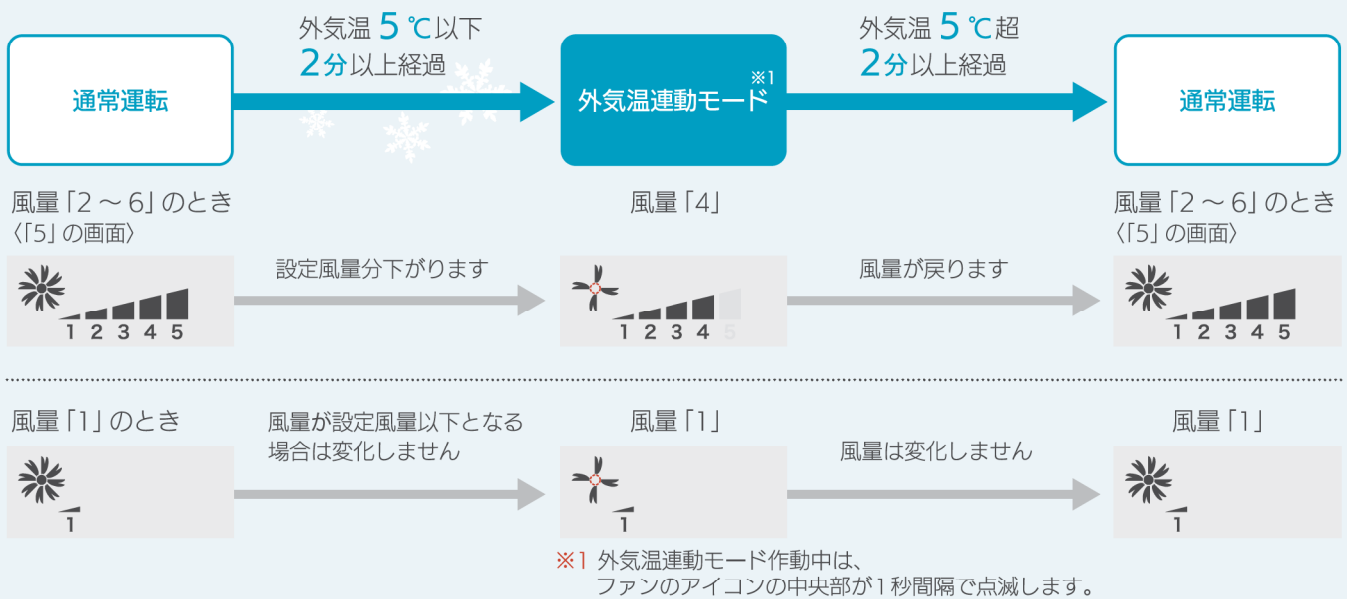 外気温 5 ℃以下
2分以上経過
外気温 5 ℃超
2分以上経過
通常運転
外気温連動モード※1
通常運転
風量「2～6」のとき
〈「5」の画面〉
風量「4」
風量「2～6」のとき
〈「5」の画面〉
設定風量分下がります
風量が戻ります
1 2 3 4 5
1 2 3 4 5
1 2 3 4 5
風量「1」のとき
風量が設定風量以下となる
場合は変化しません
風量「1」
風量は変化しません
風量「1」
1
1
1
※1 外気温連動モード作動中は、
ファンのアイコンの中央部が1秒間隔で点滅します。